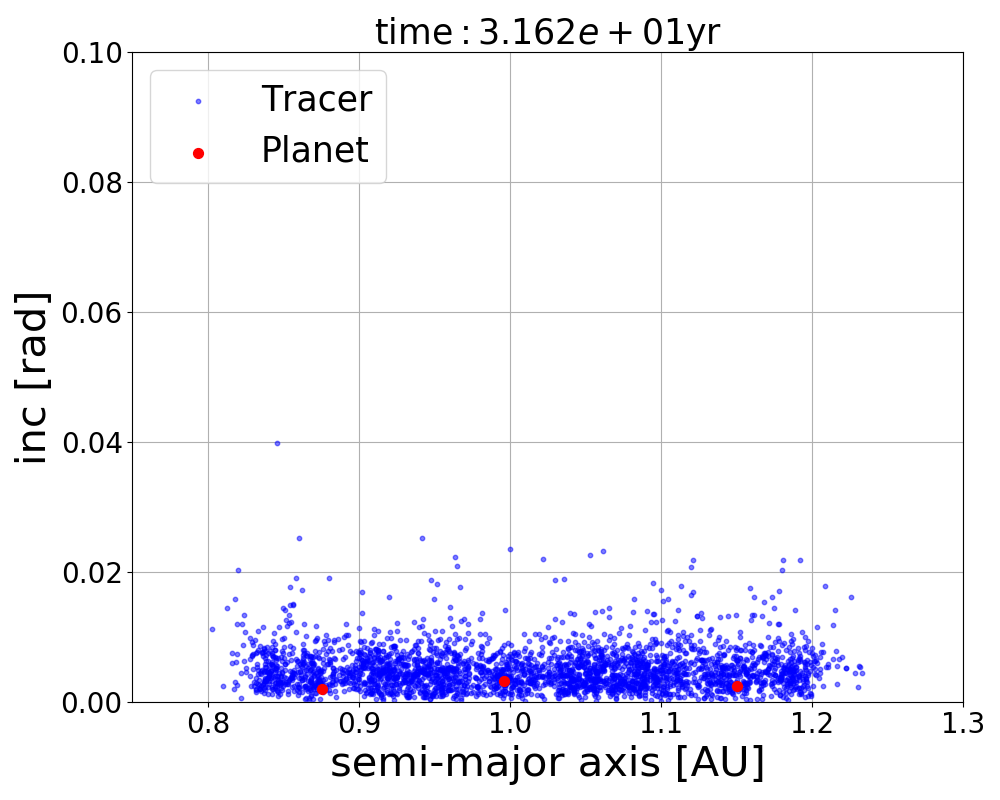 time : 3.162e + 01yr
0.10
0.08
0.06
0.04
0.02
0.00
inc [rad]
Tracer
Planet
0.8 0.9 1.0 1.1 1.2 1.3
semi-major axis [AU]